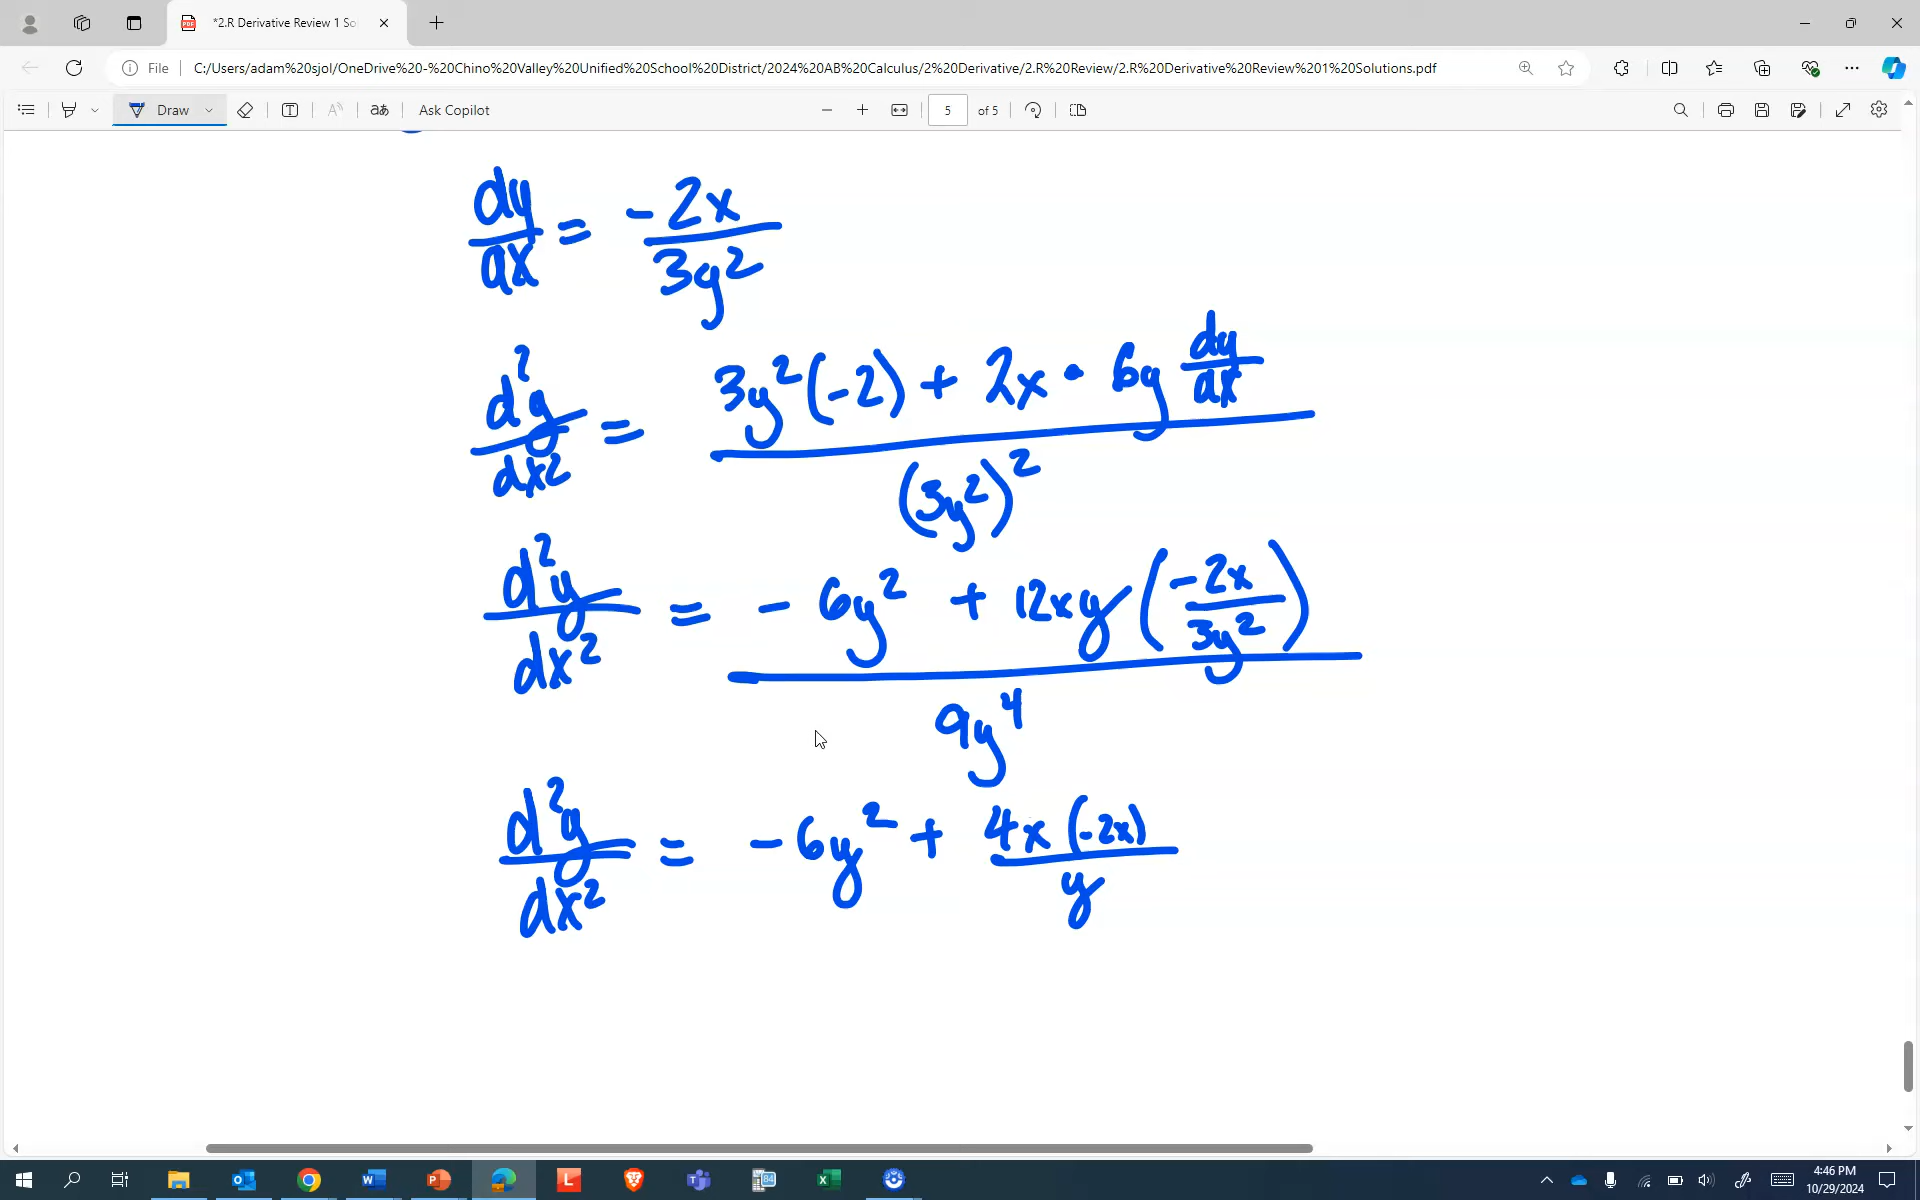 *2.R Derivative Review 1 So
File
C:/Users/adam%20sjol/OneDrive%20-%20Chino%20Valley%20Unified%20School%20District/2024%20AB%20Calculus/2%20Derivative/2.R%20Review/2.R%20Derivative%20Review%201%20Solutions.pdf
Draw
Ask Copilot
5 of 5
dy/dx = -2x/3y²
d²y/dx² = (3y²(-2) + 2x • 6y dy/dx)/(3y²)²
d²y/dx² = (-6y² + 12xy(-2x/3y²))/9y⁴
d²y/dx² = -6y² + 4x(-2x)/y
4:46 PM
10/29/2024